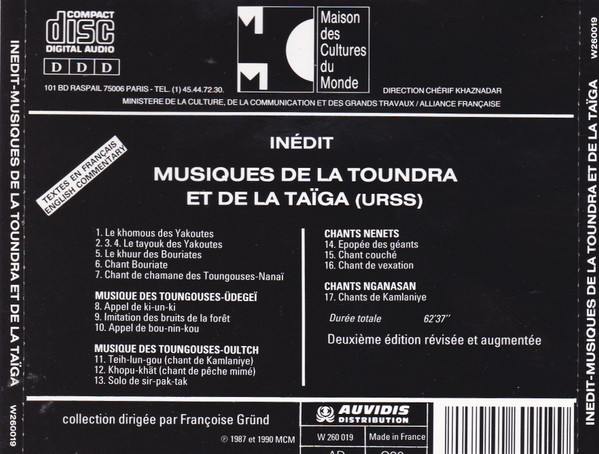 INEDIT-MUSIQUES DE LA TOUNDRA ET DE LA TAÏGA
W260019
COMPACT
disc
DIGITAL AUDIO
D D D
M
M
Maison
des
Cultures
du
Monde
101 BD RASPAIL 75006 PARIS - TEL. (1) 45.44.72.30.
DIRECTION CHÉRIF KHAZNADAR
MINISTERE DE LA CULTURE, DE LA COMMUNICATION ET DES GRANDS TRAVAUX / ALLIANCE FRANÇAISE
INÉDIT
TEXTES EN FRANÇAIS
ENGLISH COMMENTARY
MUSIQUES DE LA TOUNDRA
ET DE LA TAÏGA (URSS)
1. Le khomous des Yakoutes
2. 3. 4. Le tayouk des Yakoutes
5. Le khuur des Bouriates
6. Chant Bouriate
7. Chant de chamane des Toungouses-Nanaï
MUSIQUE DES TOUNGOUSES-ÜDEGEÏ
8. Appel de ki-un-ki
9. Imitation des bruits de la forêt
10. Appel de bou-nin-kou
MUSIQUE DES TOUNGOUSES-OULTCH
11. Teih-lun-gou (chant de Kamlaniye)
12. Khopu-khät (chant de pêche mimé)
13. Solo de sir-pak-tak
CHANTS NENETS
14. Epopée des géants
15. Chant couché
16. Chant de vexation
CHANTS NGANASAN
17. Chants de Kamlaniye
Durée totale 62'37''
Deuxième édition révisée et augmentée
collection dirigée par Françoise Gründ
℗ 1987 et 1990 MCM
AUVIDIS
DISTRIBUTION
W 260 019
Made in France
W260019
INEDIT-MUSIQUES DE LA TOUNDRA ET DE LA TAÏGA